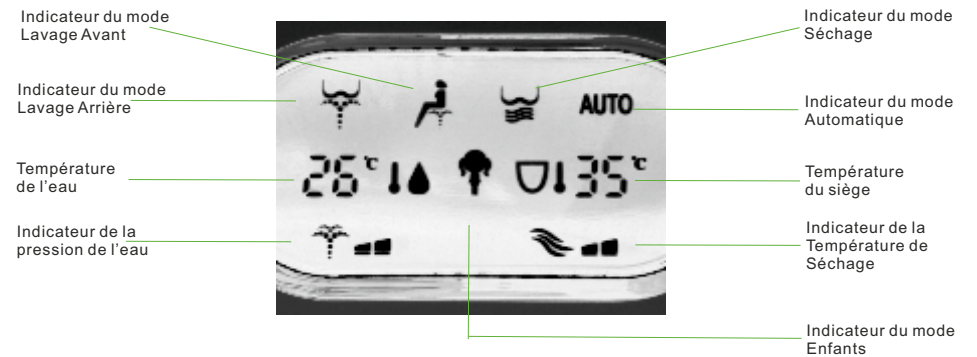 Indicateur du mode
Lavage Avant
Indicateur du mode
Lavage Arrière
Température
de l'eau
Indicateur de la
pression de l'eau
AUTO
26 °C
35 °C
Indicateur du mode
Séchage
Indicateur du mode
Automatique
Température
du siège
Indicateur de la
Température de
Séchage
Indicateur du mode
Enfants